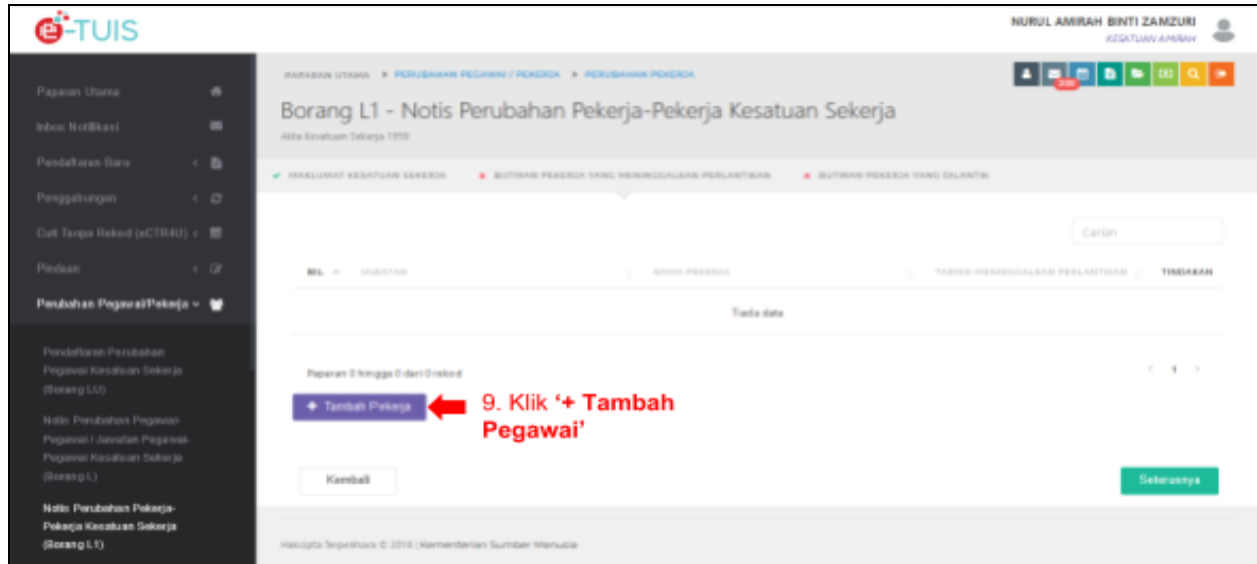 e-TUIS
NURUL AMIRAH BINTI ZAMZURI
KESATUAN AMIRAH
PAPARAN UTAMA > PERUBAHAN PEGAWAI / PEKERJA > PERUBAHAN PEKERJA
200
Borang L1 - Notis Perubahan Pekerja-Pekerja Kesatuan Sekerja
Akta Kesatuan Sekerja 1959
Paparan Utama
Inbox Notifikasi
Pendaftaran Baru
Penggabungan
Cuti Tanpa Rekod (eCTR4U)
Pindaan
Perubahan Pegawai/Pekerja
Pendaftaran Perubahan
Pegawai Kesatuan Sekerja
(Borang LU)
Notis Perubahan Pegawai-
Pegawai / Jawatan Pegawai-
Pegawai Kesatuan Sekerja
(Borang L)
Notis Perubahan Pekerja-
Pekerja Kesatuan Sekerja
(Borang L1)
MAKLUMAT KESATUAN SEKERJA BUTIRAN PEKERJA YANG MENINGGALKAN PERLANTIKAN BUTIRAN PEKERJA YANG DILANTIK
Carian
BIL. JAWATAN NAMA PEKERJA TARIKH MENINGGALKAN PERLANTIKAN TINDAKAN
Tiada data
Paparan 0 hingga 0 dari 0 rekod
1
+ Tambah Pekerja
9. Klik ‘+ Tambah
Pegawai’
Kembali
Seterusnya
Hakcipta Terpelihara © 2018 | Kementerian Sumber Manusia